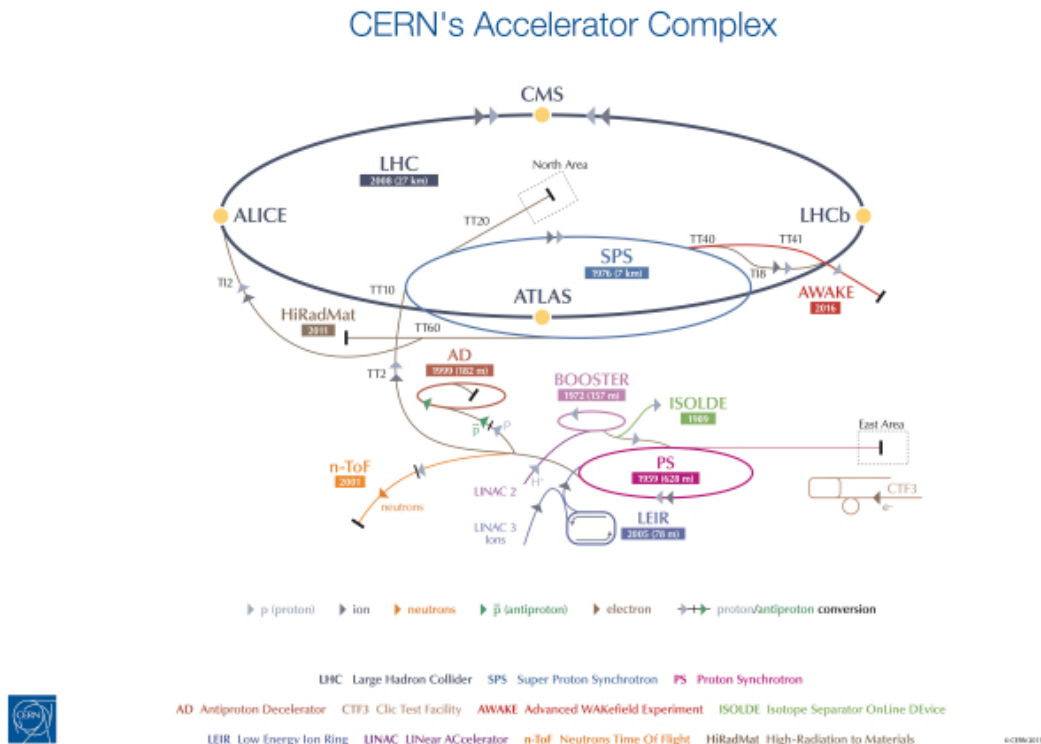 CERN's Accelerator Complex
CMS
LHC
2008 (27 km)
North Area
ALICE
TT20
LHCb
TT40
TT41
SPS
1976 (7 km)
TI8
TI2
TT10
ATLAS
AWAKE
2016
HiRadMat
2011
TT60
AD
1999 (182 m)
TT2
BOOSTER
1972 (157 m)
ISOLDE
1989
p
p̄
East Area
n-ToF
2001
PS
1959 (628 m)
LINAC 2
H+
neutrons
CTF3
e-
LEIR
2005 (78 m)
LINAC 3
Ions
p (proton) ion neutrons p̄ (antiproton) electron proton/antiproton conversion
LHC Large Hadron Collider SPS Super Proton Synchrotron PS Proton Synchrotron
AD Antiproton Decelerator CTF3 Clic Test Facility AWAKE Advanced WAKefield Experiment ISOLDE Isotope Separator OnLine DEvice
LEIR Low Energy Ion Ring LINAC LINear ACcelerator n-ToF Neutrons Time Of Flight HiRadMat High-Radiation to Materials
CERN